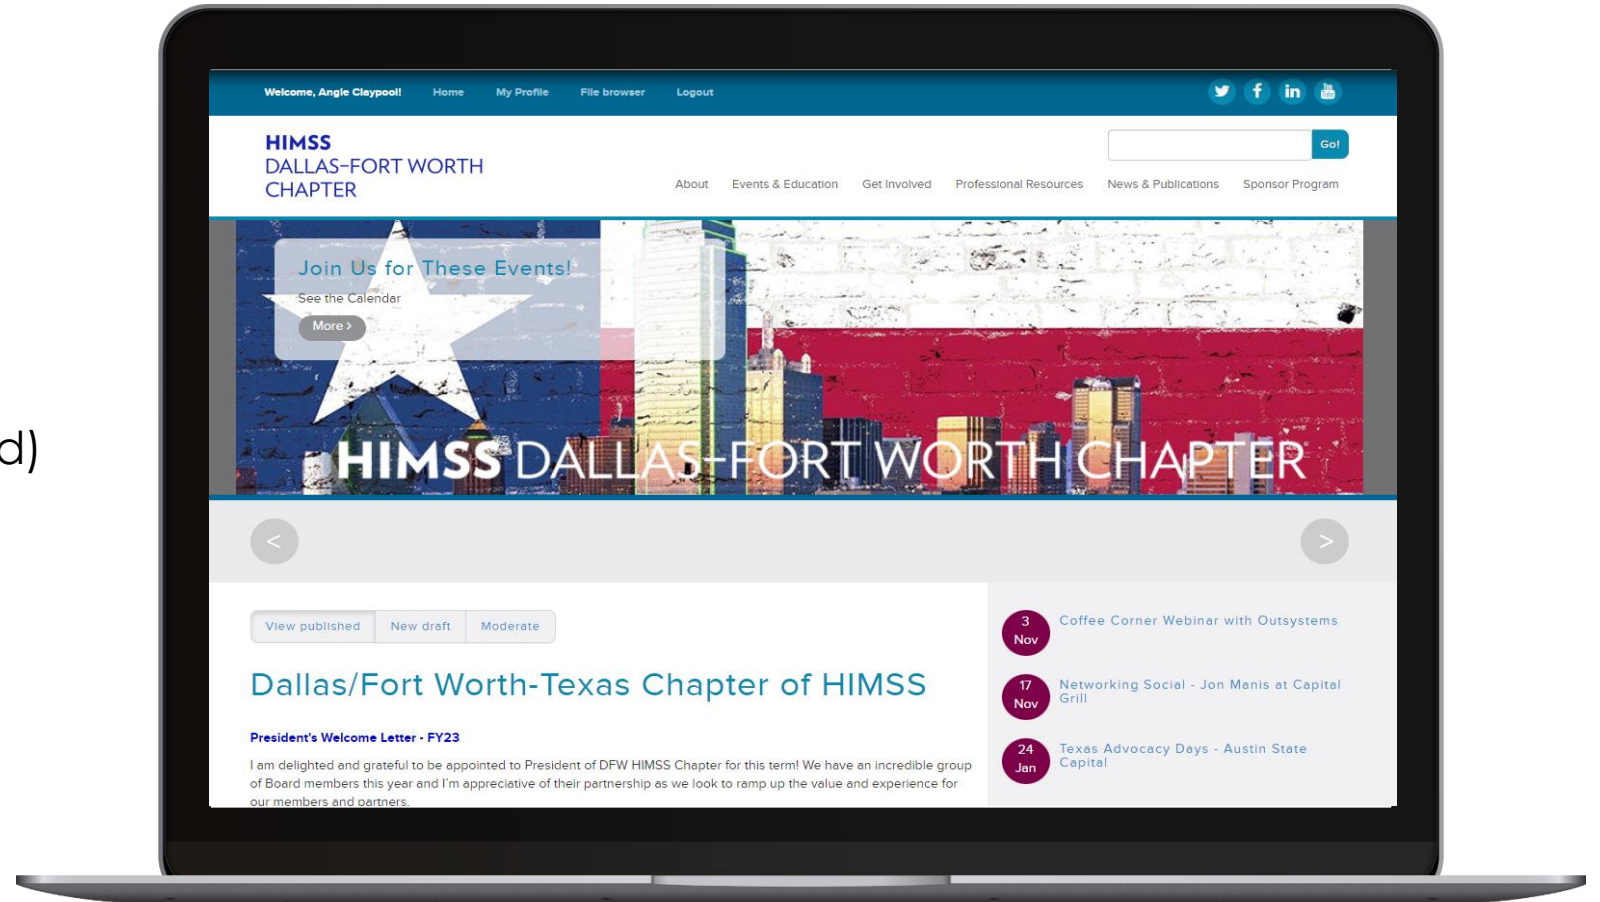 Welcome, Angie Claypool! Home My Profile File browser Logout
HIMSS
DALLAS-FORT WORTH
CHAPTER
Go!
About Events & Education Get Involved Professional Resources News & Publications Sponsor Program
Join Us for These Events!
See the Calendar
More >
d)
HIMSS DALLAS-FORT WORTH CHAPTER
< >
View published New draft Moderate
Dallas/Fort Worth-Texas Chapter of HIMSS
President's Welcome Letter - FY23
I am delighted and grateful to be appointed to President of DFW HIMSS Chapter for this term! We have an incredible group
of Board members this year and I'm appreciative of their partnership as we look to ramp up the value and experience for
our members and partners.
3
Nov
Coffee Corner Webinar with Outsystems
17
Nov
Networking Social - Jon Manis at Capital
Grill
24
Jan
Texas Advocacy Days - Austin State
Capital